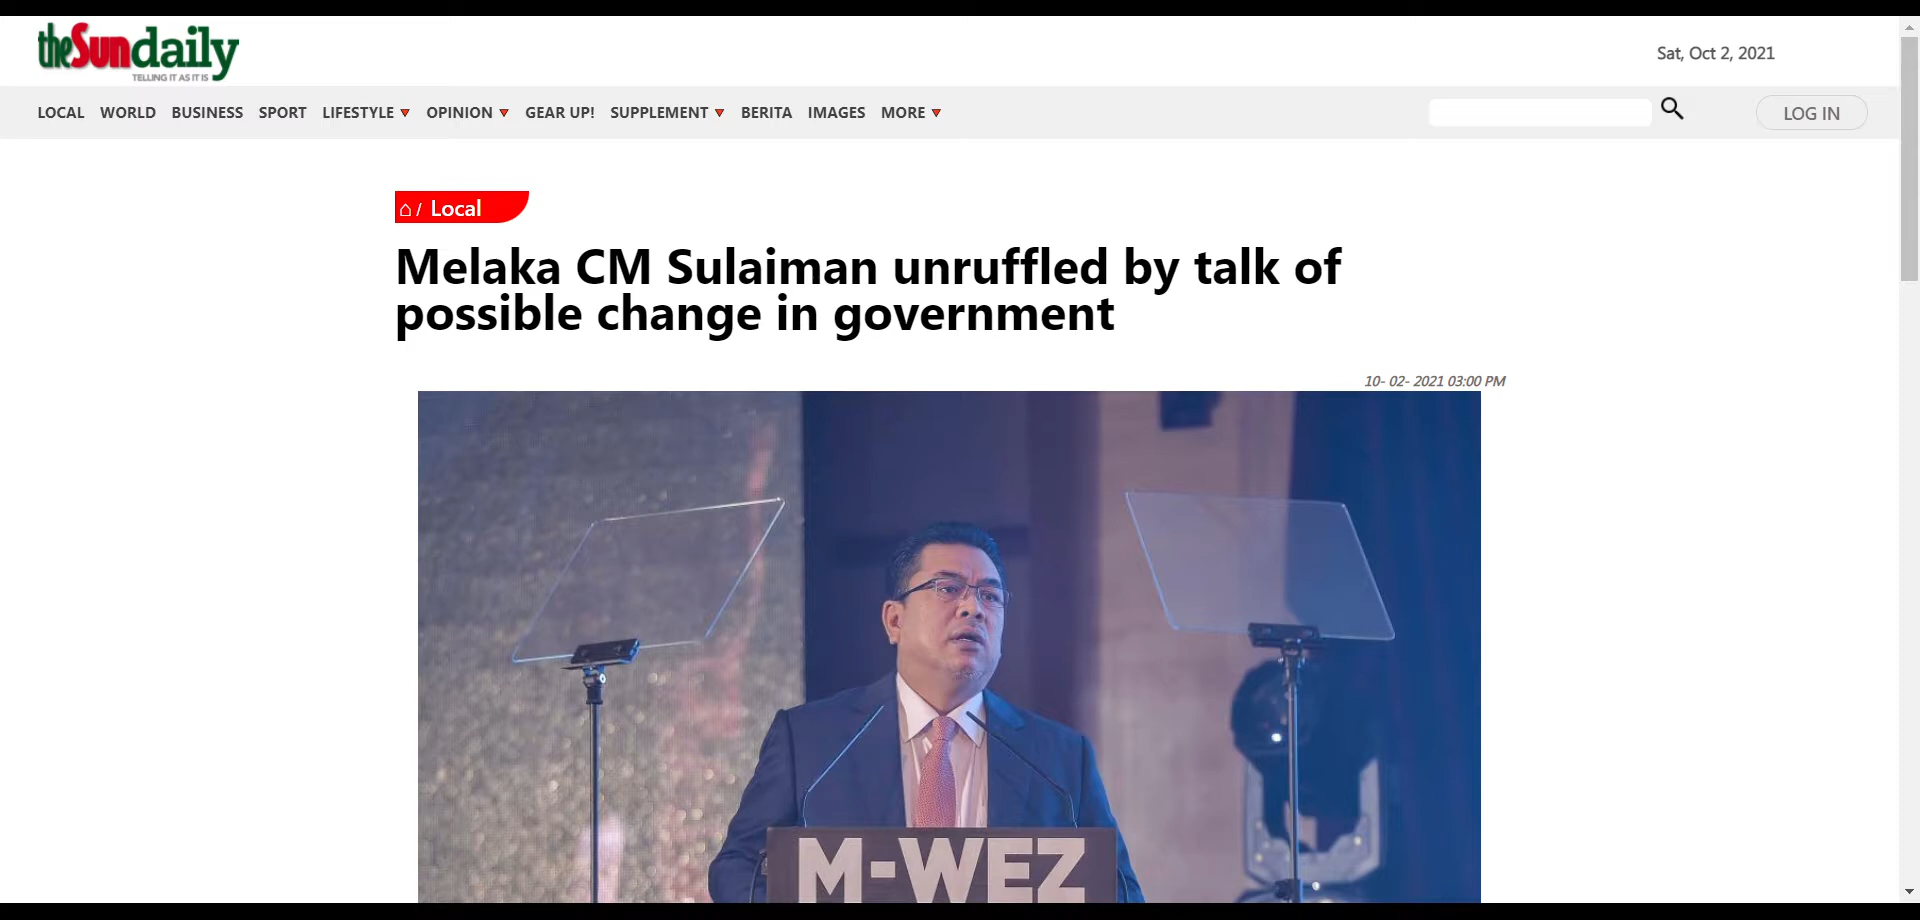 theSundaily
TELLING IT AS IT IS
Sat, Oct 2, 2021
LOCAL WORLD BUSINESS SPORT LIFESTYLE OPINION GEAR UP! SUPPLEMENT BERITA IMAGES MORE
LOG IN
/ Local
Melaka CM Sulaiman unruffled by talk of
possible change in government
10- 02- 2021 03:00 PM
M-WEZ